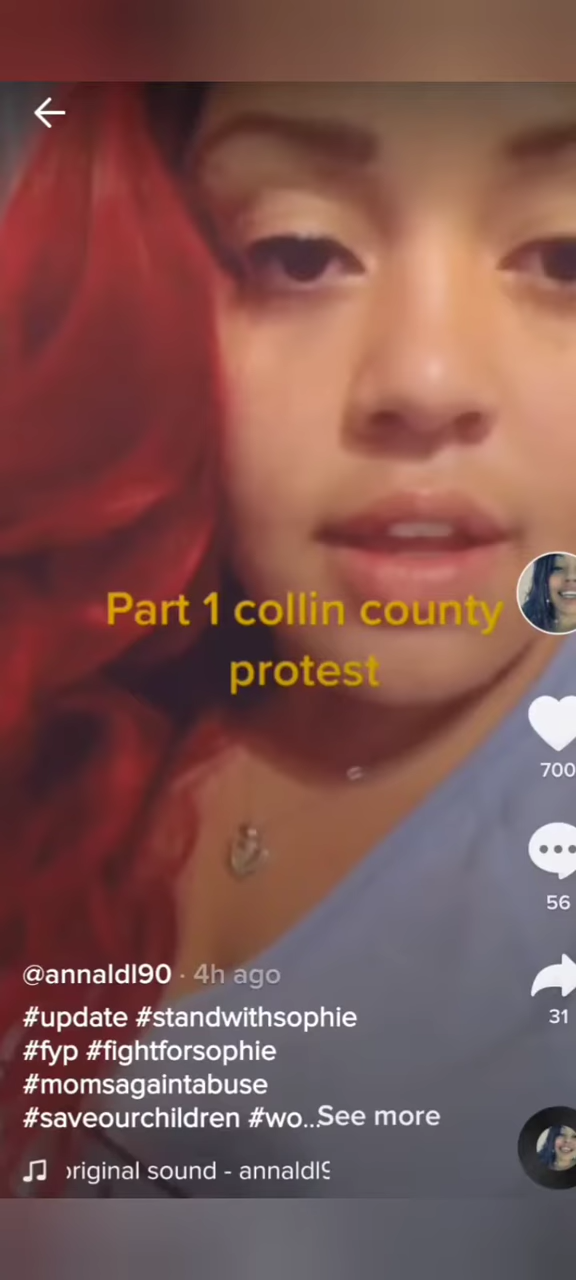 Part 1 collin county
protest
700
56
31
@annaldl90 · 4h ago
#update #standwithsophie
#fyp #fightforsophie
#momsagaintabuse
#saveourchildren #wo...See more
original sound - annaldl9